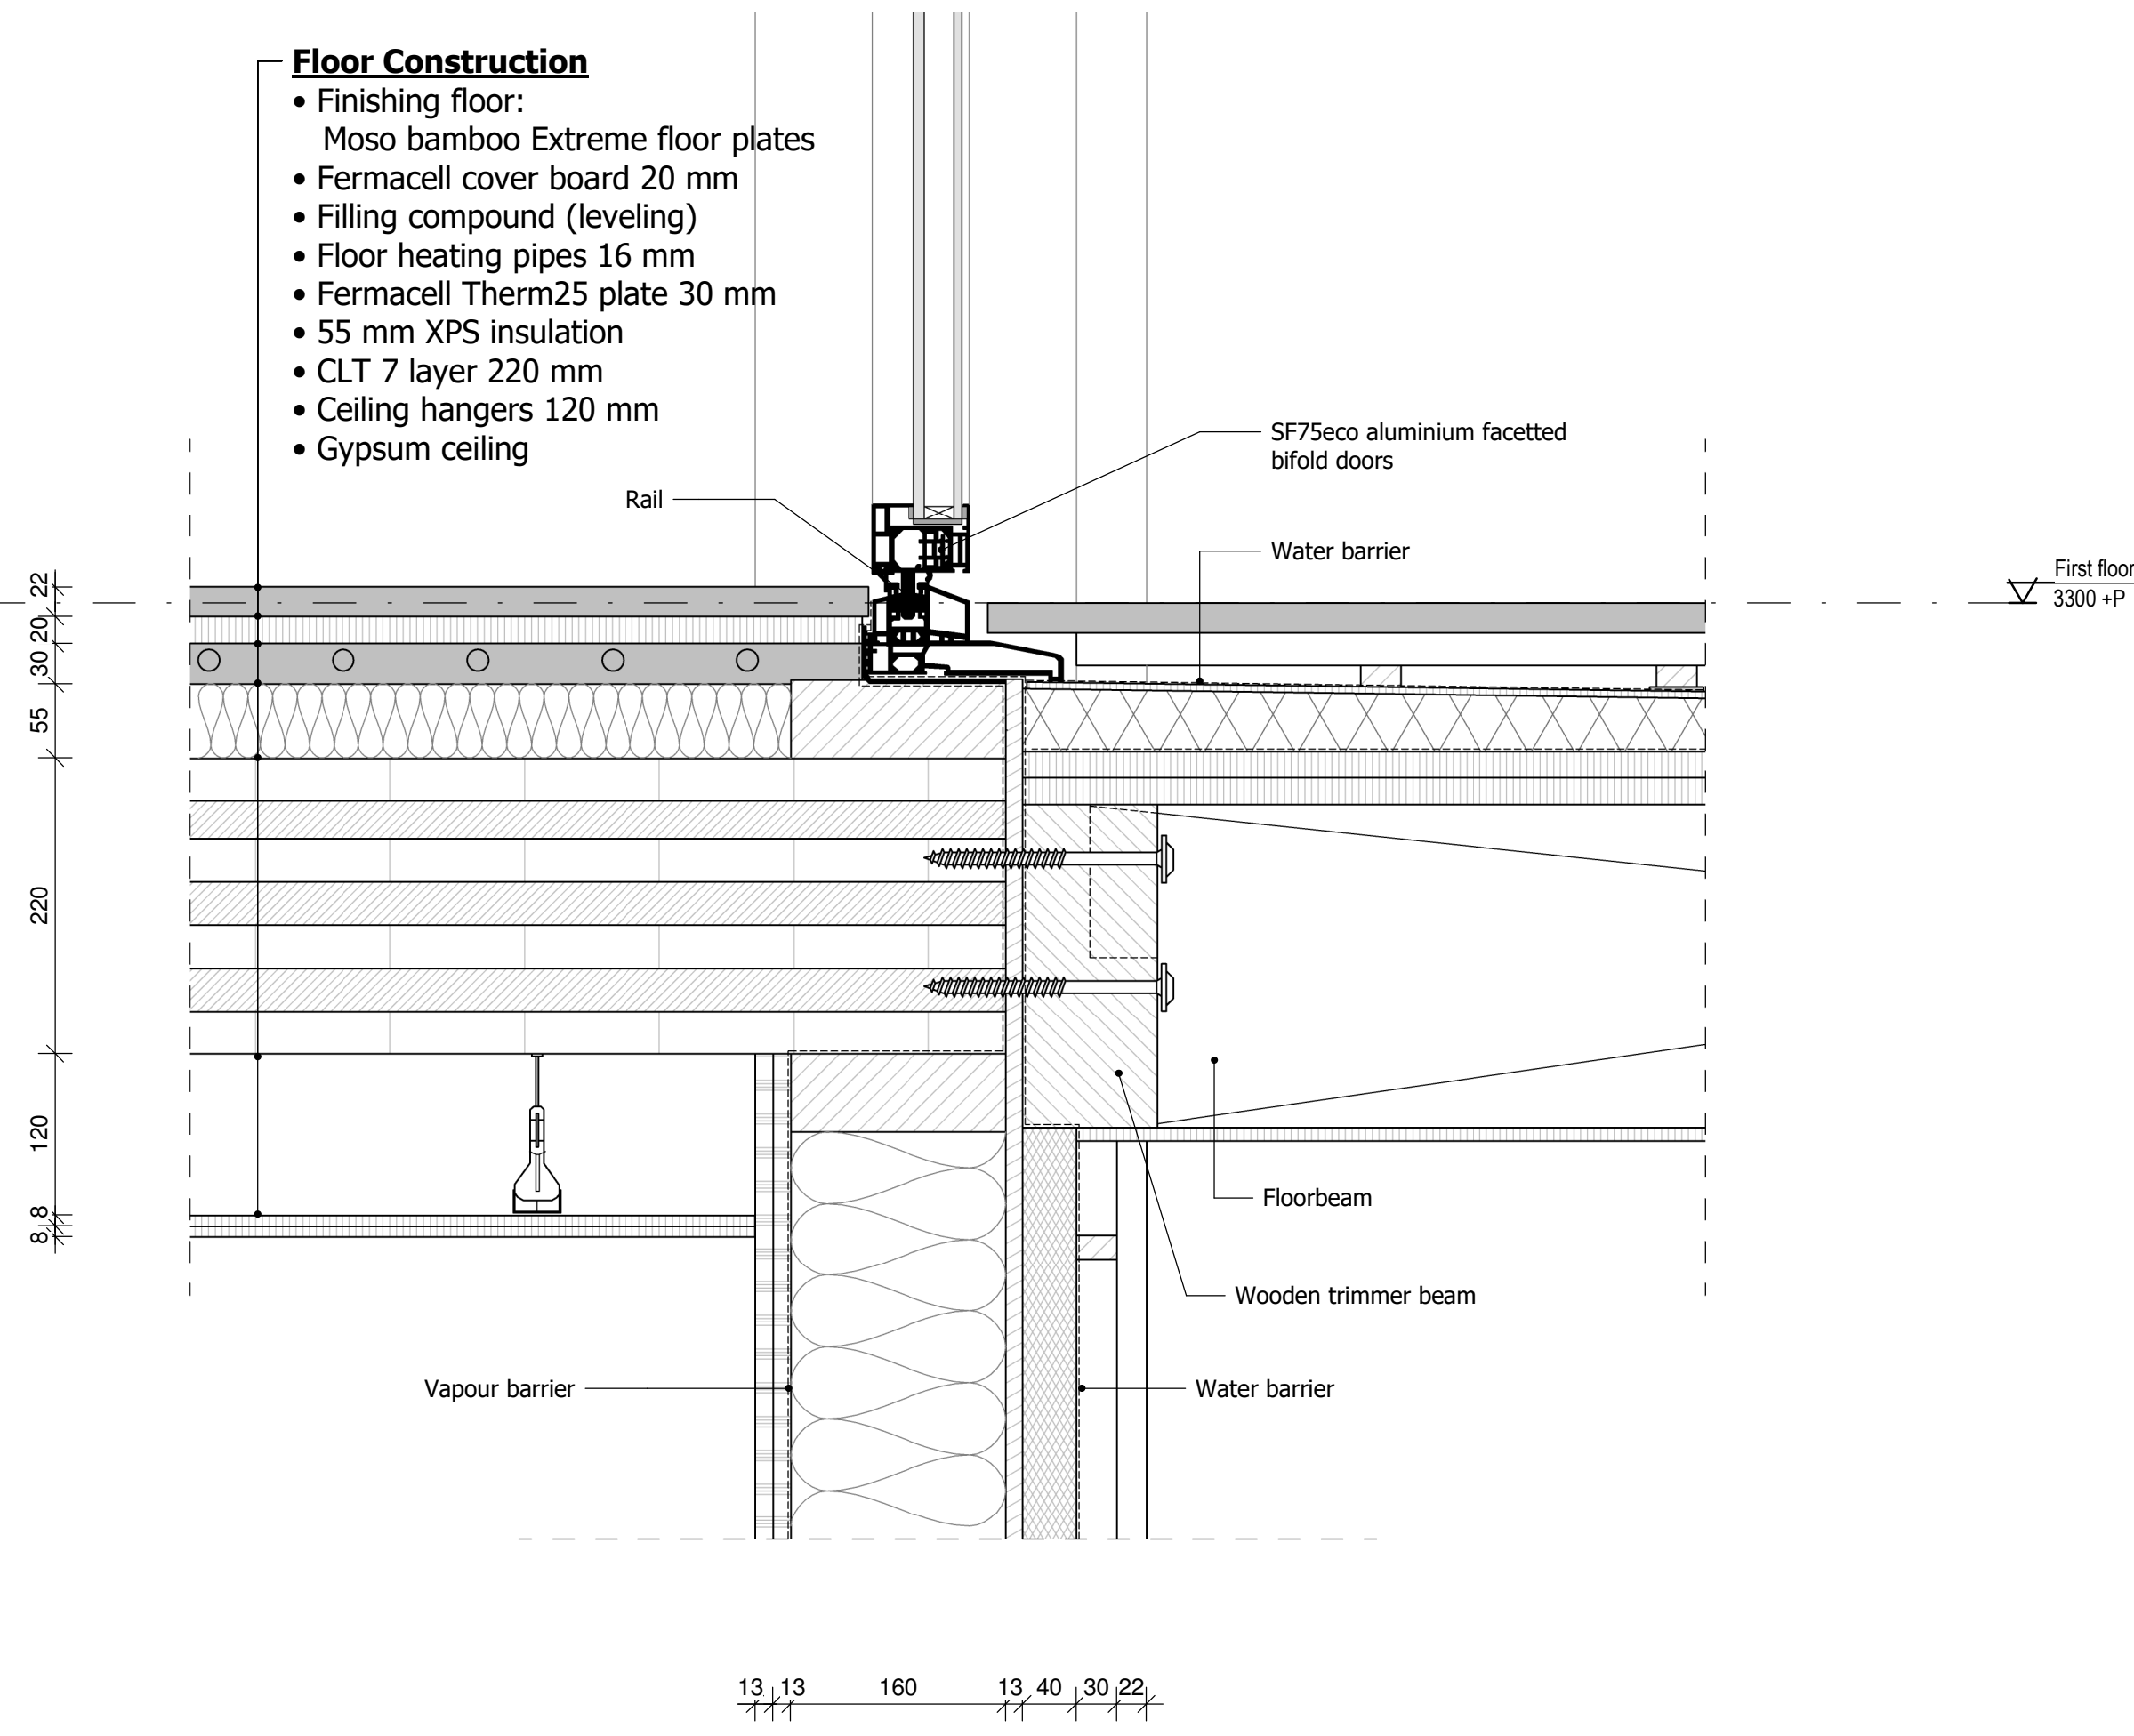 Floor Construction
• Finishing floor:
Moso bamboo Extreme floor plates
• Fermacell cover board 20 mm
• Filling compound (leveling)
• Floor heating pipes 16 mm
• Fermacell Therm25 plate 30 mm
• 55 mm XPS insulation
• CLT 7 layer 220 mm
• Ceiling hangers 120 mm
• Gypsum ceiling
SF75eco aluminium facetted
bifold doors
Rail
Water barrier
First floor
3300 +P
22
20
30
55
220
120
8
8
Floorbeam
Wooden trimmer beam
Vapour barrier
Water barrier
13 13 160 13 40 30 22